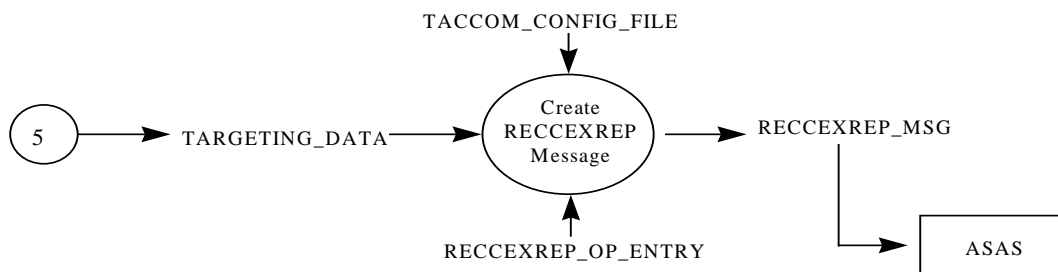 TACCOM_CONFIG_FILE
5
TARGETING_DATA
Create
RECCEXREP
Message
RECCEXREP_MSG
RECCEXREP_OP_ENTRY
ASAS